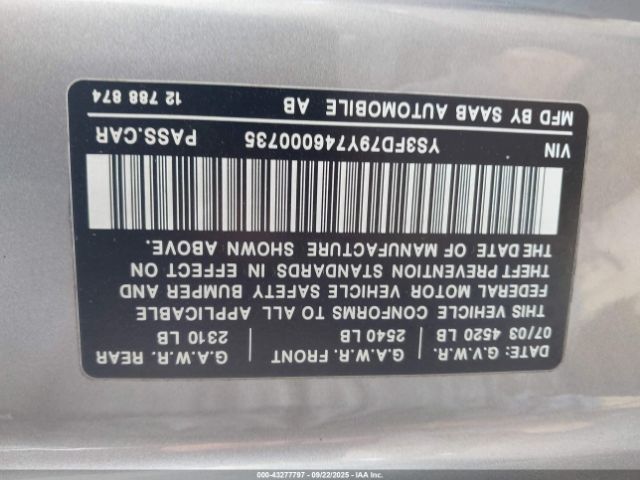 MFD BY SAAB AUTOMOBILE AB 12 788 874
VIN YS3FD79Y746000735 PASS.CAR
THIS VEHICLE CONFORMS TO ALL APPLICABLE
FEDERAL MOTOR VEHICLE SAFETY BUMPER AND
THEFT PREVENTION STANDARDS IN EFFECT ON
THE DATE OF MANUFACTURE SHOWN ABOVE.
DATE: G.V.W.R. G.A.W.R. FRONT G.A.W.R. REAR
07/03 4520 LB 2540 LB 2310 LB
000-43277797 - 09/22/2025 - IAA Inc.